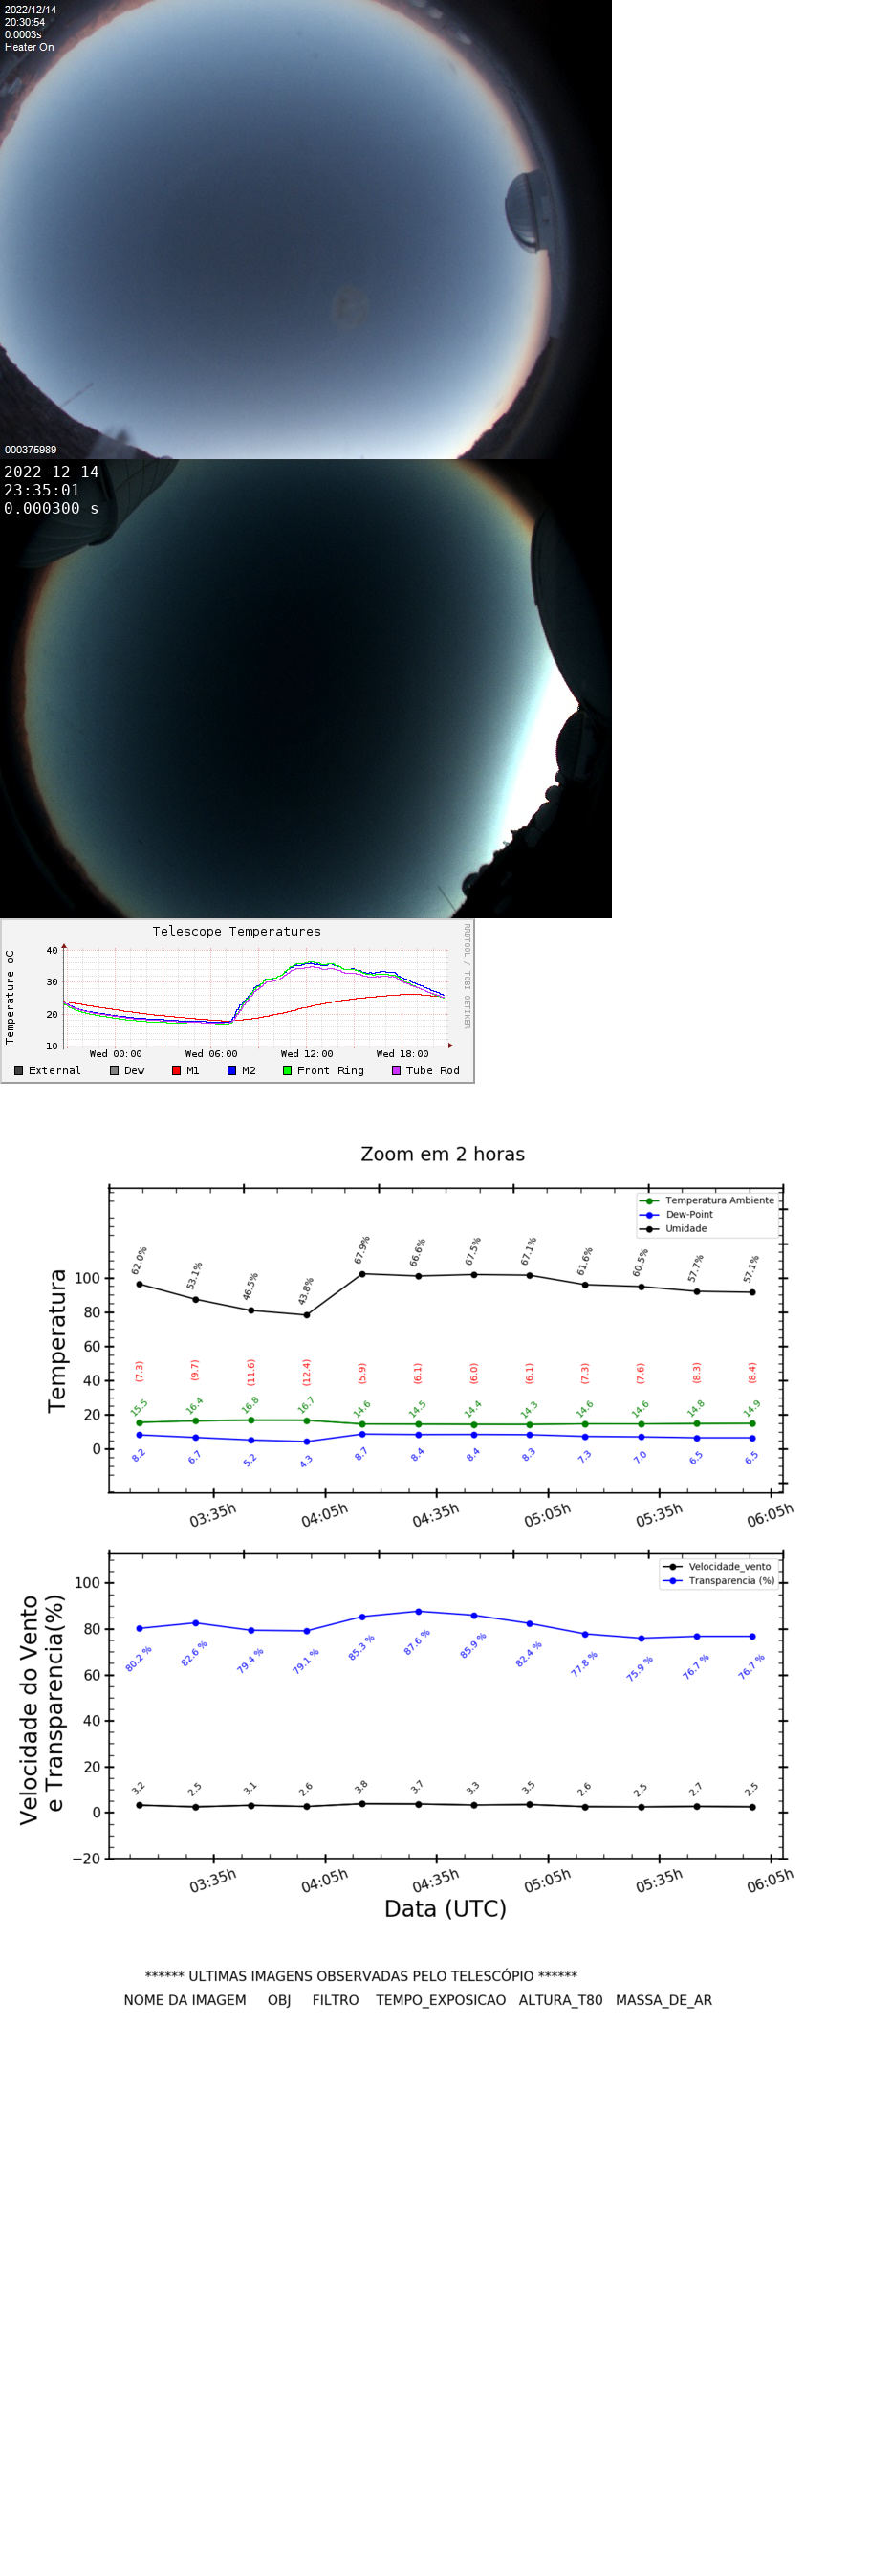 2022/12/14
20:30:54
0.0003s
Heater On
000375989
2022-12-14
23:35:01
0.000300 s
Telescope Temperatures
RRDTOOL / TOBI OETIKER
Temperature oC
40
30
20
10
Wed 00:00 Wed 06:00 Wed 12:00 Wed 18:00
External Dew M1 M2 Front Ring Tube Rod
Zoom em 2 horas
Temperatura Ambiente
Dew-Point
Umidade
Temperatura
100
80
60
40
20
0
62.0% 53.1% 46.5% 43.8% 67.9% 66.6% 67.5% 67.1% 61.6% 60.5% 57.7% 57.1%
(7.3) (9.7) (11.6) (12.4) (5.9) (6.1) (6.0) (6.1) (7.3) (7.6) (8.3) (8.4)
15.5 16.4 16.8 16.7 14.6 14.5 14.4 14.3 14.6 14.6 14.8 14.9
8.2 6.7 5.2 4.3 8.7 8.4 8.4 8.3 7.3 7.0 6.5 6.5
03:35h 04:05h 04:35h 05:05h 05:35h 06:05h
Velocidade_vento
Transparencia (%)
Velocidade do Vento
e Transparencia(%)
100
80
60
40
20
0
−20
80.2 % 82.6 % 79.4 % 79.1 % 85.3 % 87.6 % 85.9 % 82.4 % 77.8 % 75.9 % 76.7 % 76.7 %
3.2 2.5 3.1 2.6 3.8 3.7 3.3 3.5 2.6 2.5 2.7 2.5
03:35h 04:05h 04:35h 05:05h 05:35h 06:05h
Data (UTC)
****** ULTIMAS IMAGENS OBSERVADAS PELO TELESCÓPIO ******
NOME DA IMAGEM OBJ FILTRO TEMPO_EXPOSICAO ALTURA_T80 MASSA_DE_AR